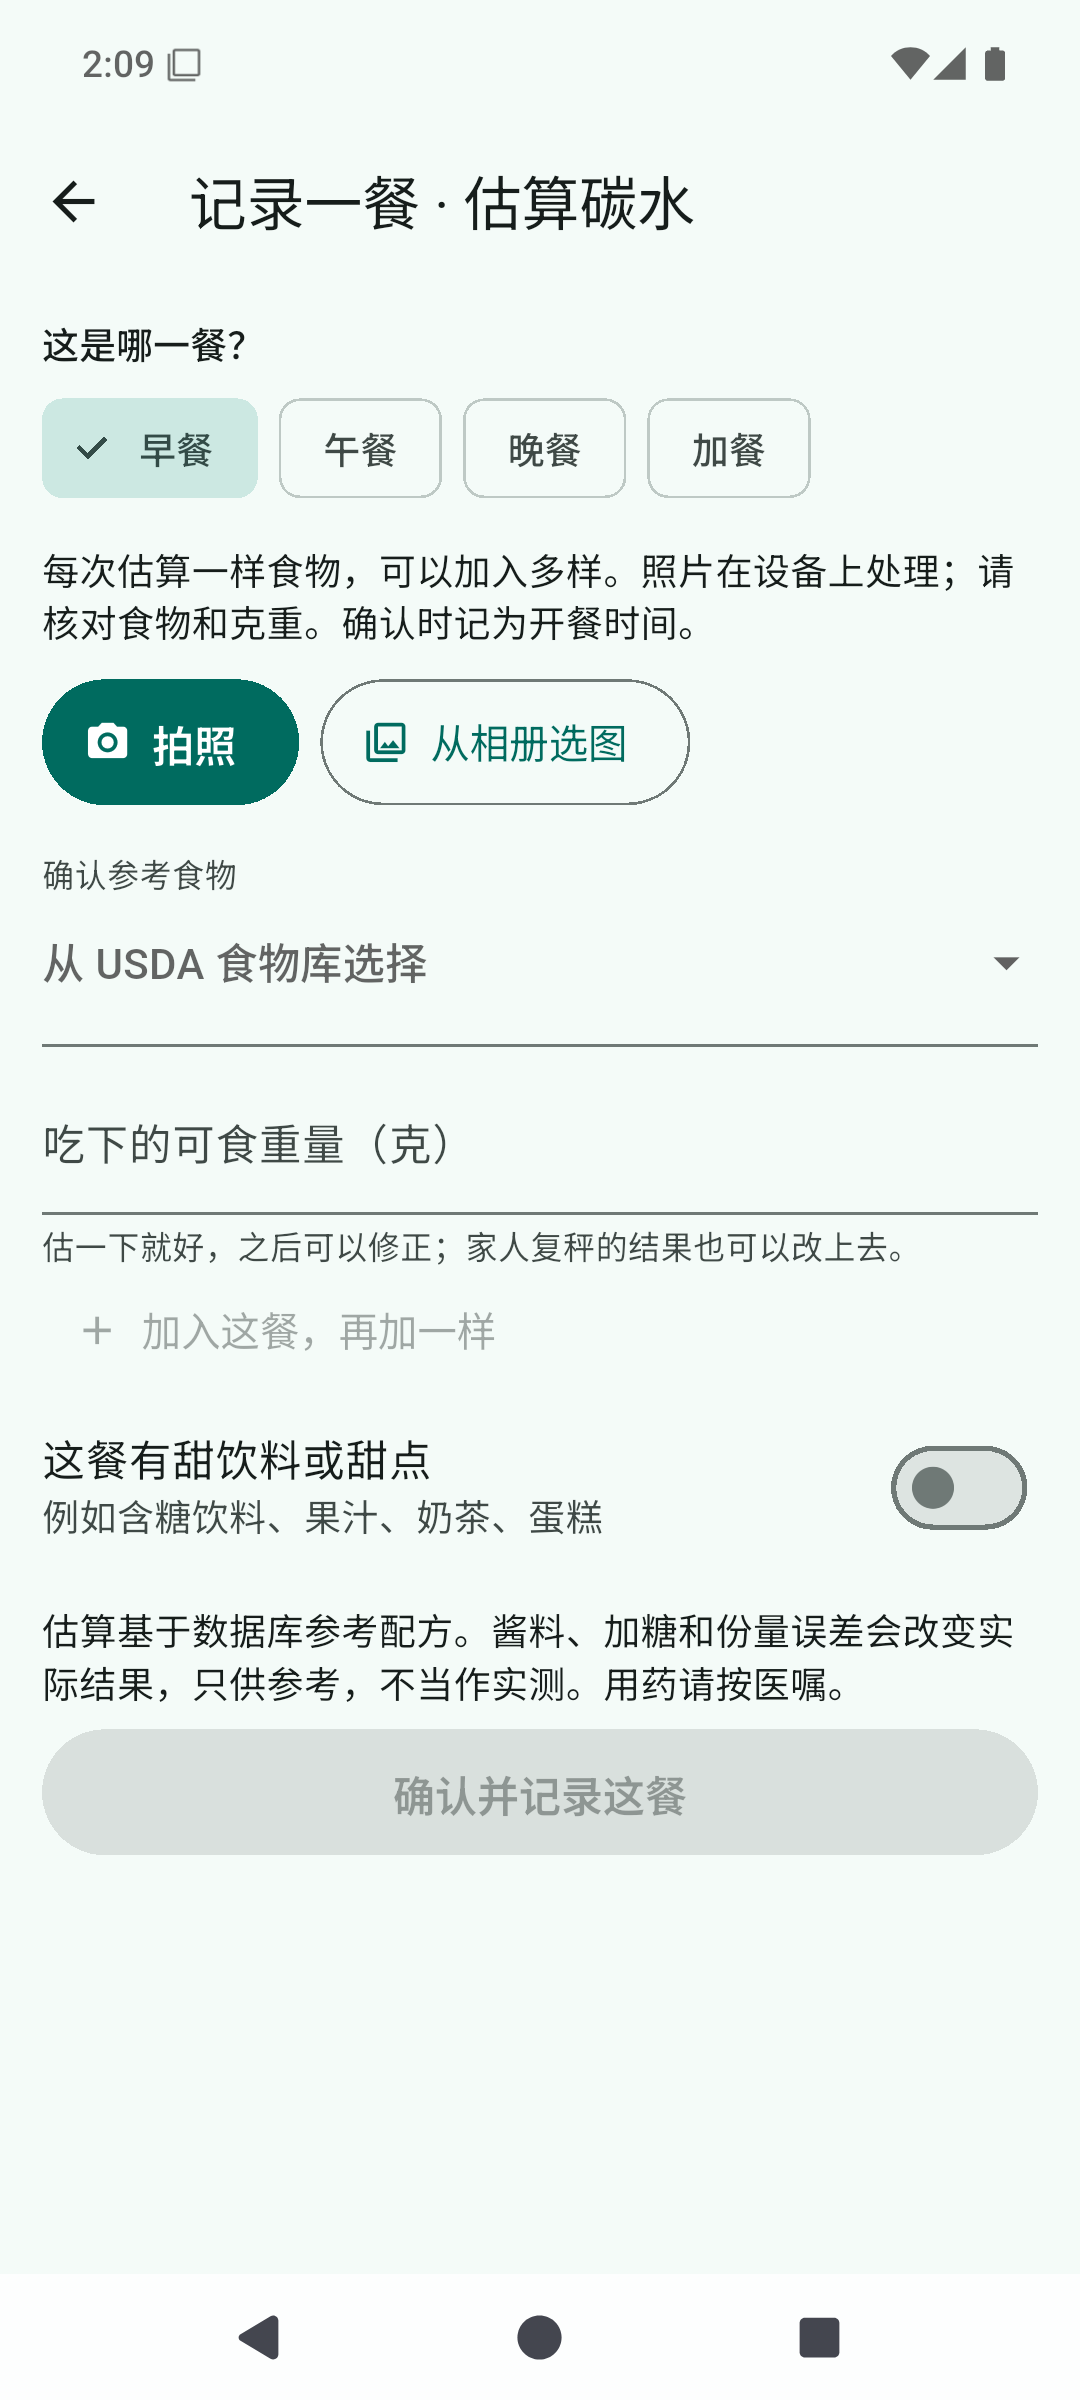 2:09
记录一餐 · 估算碳水
这是哪一餐？
早餐
午餐
晚餐
加餐
每次估算一样食物，可以加入多样。照片在设备上处理；请
核对食物和克重。确认时记为开餐时间。
拍照
从相册选图
确认参考食物
从 USDA 食物库选择
吃下的可食重量（克）
估一下就好，之后可以修正；家人复秤的结果也可以改上去。
加入这餐，再加一样
这餐有甜饮料或甜点
例如含糖饮料、果汁、奶茶、蛋糕
估算基于数据库参考配方。酱料、加糖和份量误差会改变实
际结果，只供参考，不当作实测。用药请按医嘱。
确认并记录这餐